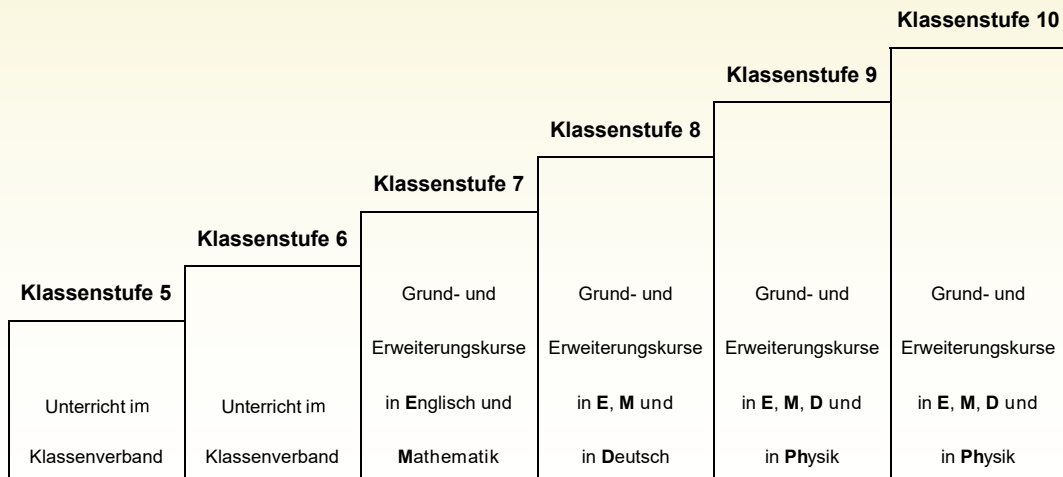 Klassenstufe 5
Unterricht im
Klassenverband
Klassenstufe 6
Unterricht im
Klassenverband
Klassenstufe 7
Grund- und
Erweiterungskurse
in Englisch und
Mathematik
Klassenstufe 8
Grund- und
Erweiterungskurse
in E, M und
in Deutsch
Klassenstufe 9
Grund- und
Erweiterungskurse
in E, M, D und
in Physik
Klassenstufe 10
Grund- und
Erweiterungskurse
in E, M, D und
in Physik